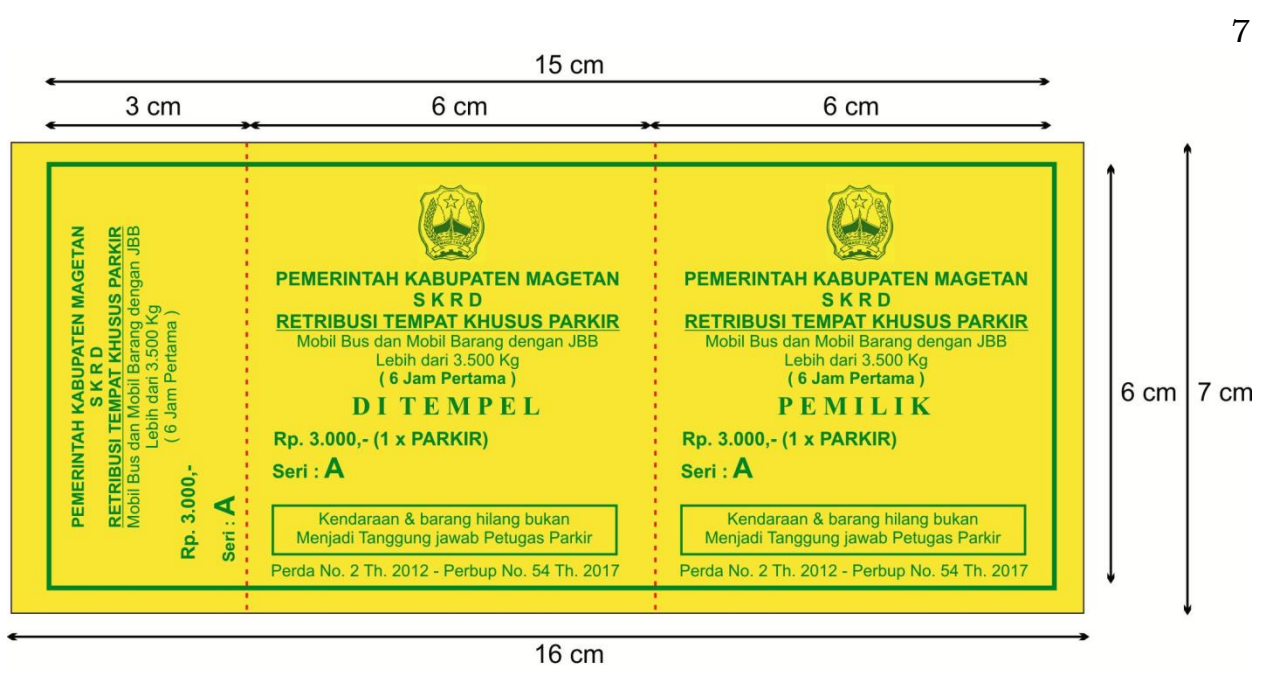 7
15 cm
3 cm
6 cm
6 cm
PEMERINTAH KABUPATEN MAGETAN
S K R D
RETRIBUSI TEMPAT KHUSUS PARKIR
Mobil Bus dan Mobil Barang dengan JBB
Lebih dari 3.500 Kg
( 6 Jam Pertama )
Rp. 3.000,-
Seri : A
PEMERINTAH KABUPATEN MAGETAN
S K R D
RETRIBUSI TEMPAT KHUSUS PARKIR
Mobil Bus dan Mobil Barang dengan JBB
Lebih dari 3.500 Kg
( 6 Jam Pertama )
D I T E M P E L
Rp. 3.000,- (1 x PARKIR)
Seri : A
Kendaraan & barang hilang bukan
Menjadi Tanggung jawab Petugas Parkir
Perda No. 2 Th. 2012 - Perbup No. 54 Th. 2017
PEMERINTAH KABUPATEN MAGETAN
S K R D
RETRIBUSI TEMPAT KHUSUS PARKIR
Mobil Bus dan Mobil Barang dengan JBB
Lebih dari 3.500 Kg
( 6 Jam Pertama )
P E M I L I K
Rp. 3.000,- (1 x PARKIR)
Seri : A
Kendaraan & barang hilang bukan
Menjadi Tanggung jawab Petugas Parkir
Perda No. 2 Th. 2012 - Perbup No. 54 Th. 2017
6 cm
7 cm
16 cm